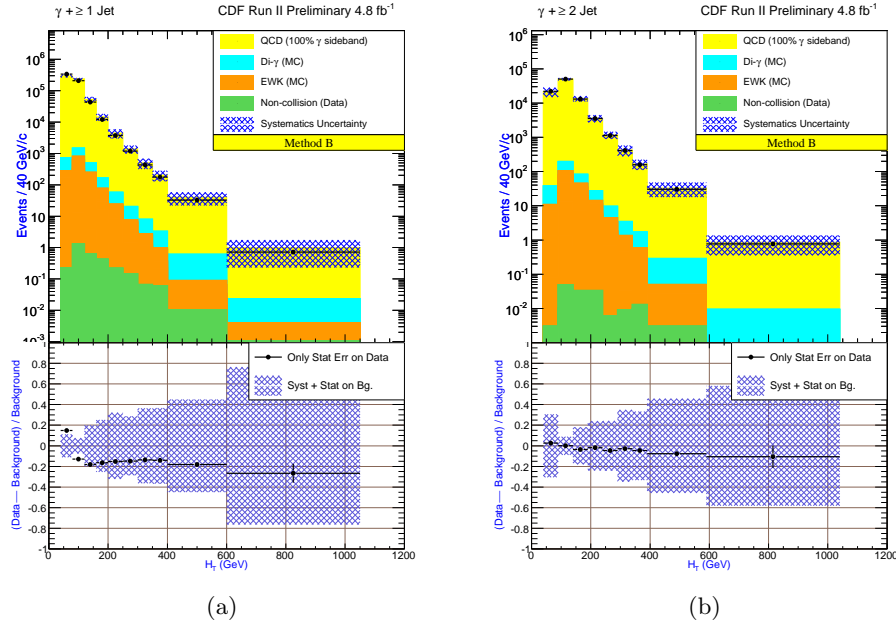 γ + ≥ 1 Jet CDF Run II Preliminary 4.8 fb⁻¹
QCD (100% γ sideband)
Di-γ (MC)
EWK (MC)
Non-collision (Data)
Systematics Uncertainty
Method B
Events / 40 GeV/c
10⁶
10⁵
10⁴
10³
10²
10
1
10⁻¹
10⁻²
10⁻³
Only Stat Err on Data
Syst + Stat on Bg.
(Data — Background) / Background
1
0.8
0.6
0.4
0.2
0
-0.2
-0.4
-0.6
-0.8
-1
0 200 400 600 800 1000 1200
H_T (GeV)
(a)
γ + ≥ 2 Jet CDF Run II Preliminary 4.8 fb⁻¹
QCD (100% γ sideband)
Di-γ (MC)
EWK (MC)
Non-collision (Data)
Systematics Uncertainty
Method B
Events / 40 GeV/c
10⁶
10⁵
10⁴
10³
10²
10
1
10⁻¹
10⁻²
Only Stat Err on Data
Syst + Stat on Bg.
(Data — Background) / Background
1
0.8
0.6
0.4
0.2
0
-0.2
-0.4
-0.6
-0.8
-1
0 200 400 600 800 1000 1200
H_T (GeV)
(b)